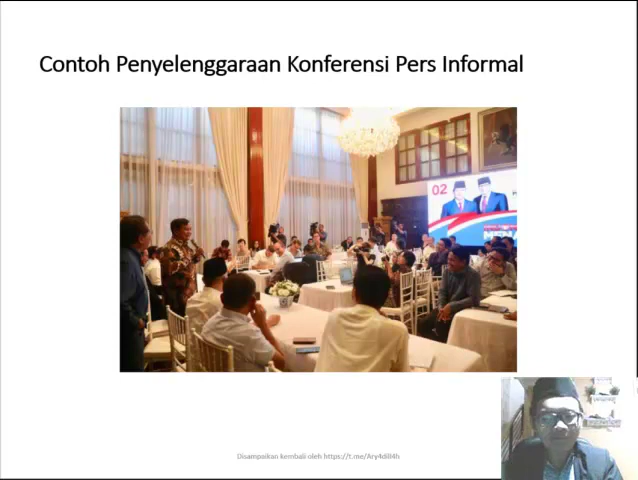 Contoh Penyelenggaraan Konferensi Pers Informal
02
Disampaikan kembali oleh https://t.me/Ary4dill4h